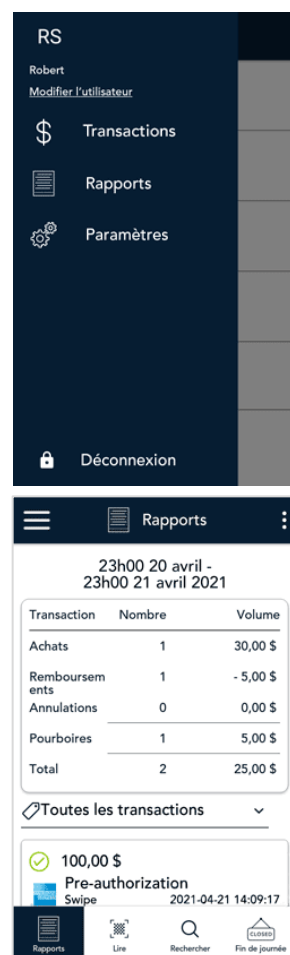 RS
Robert
Modifier l'utilisateur
Transactions
Rapports
Paramètres
Déconnexion
Rapports
23h00 20 avril -
23h00 21 avril 2021
Transaction Nombre Volume
Achats 1 30,00 $
Remboursem
ents 1 - 5,00 $
Annulations 0 0,00 $
Pourboires 1 5,00 $
Total 2 25,00 $
Toutes les transactions
100,00 $
Pre-authorization
Swipe 2021-04-21 14:09:17
CLOSED
Rapports Lire Rechercher Fin de journée